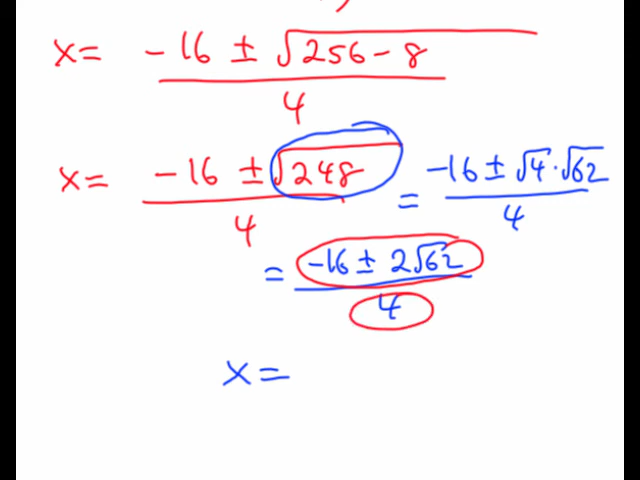 x = (-16 ± √(256 - 8))/4
x = (-16 ± √248)/4 = (-16 ± √4 · √62)/4
= (-16 ± 2√62)/4
x =